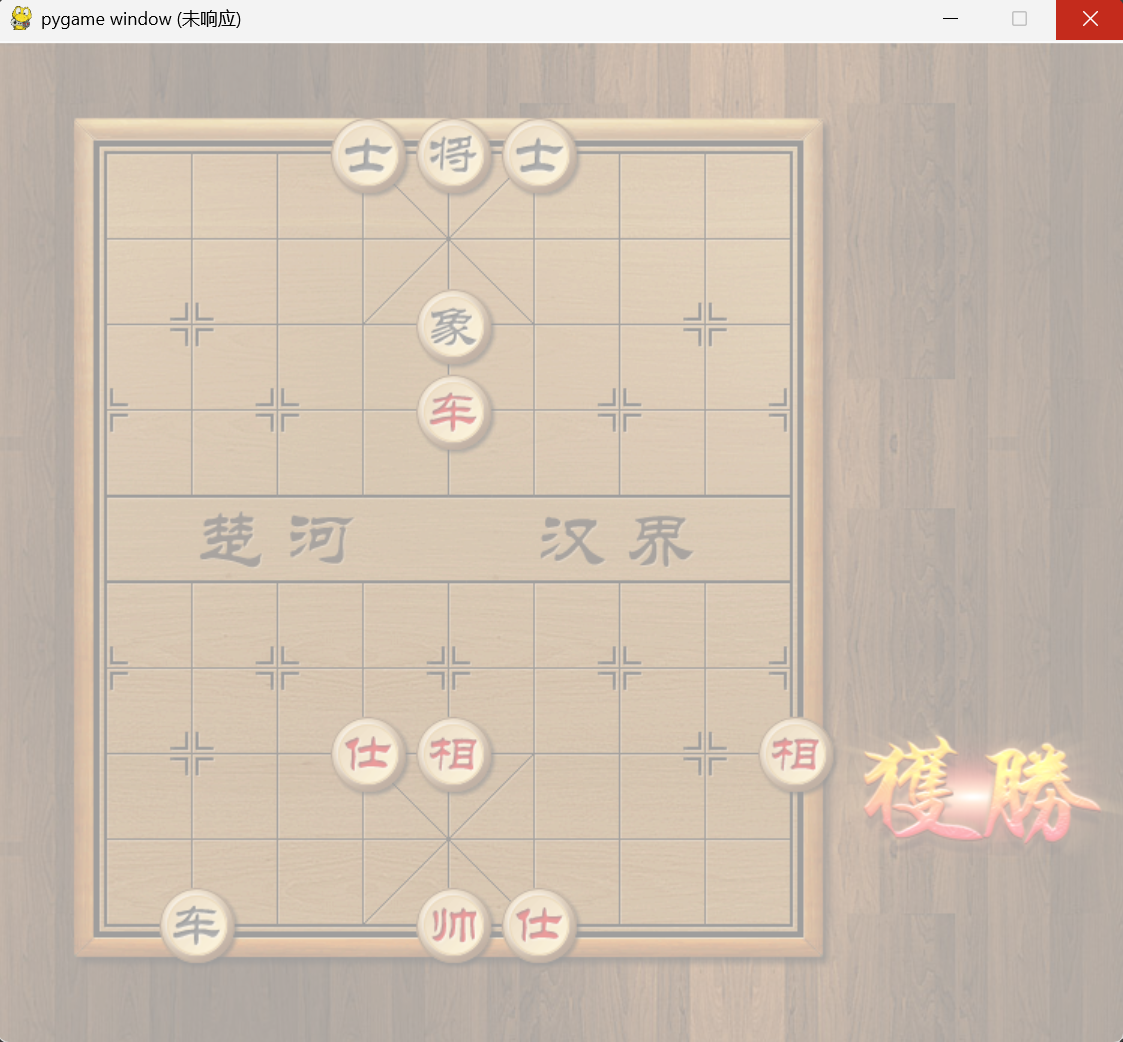 pygame window (未响应)
士 将 士
象
车
楚河 汉界
仕 相 相
獲勝
车 帅 仕